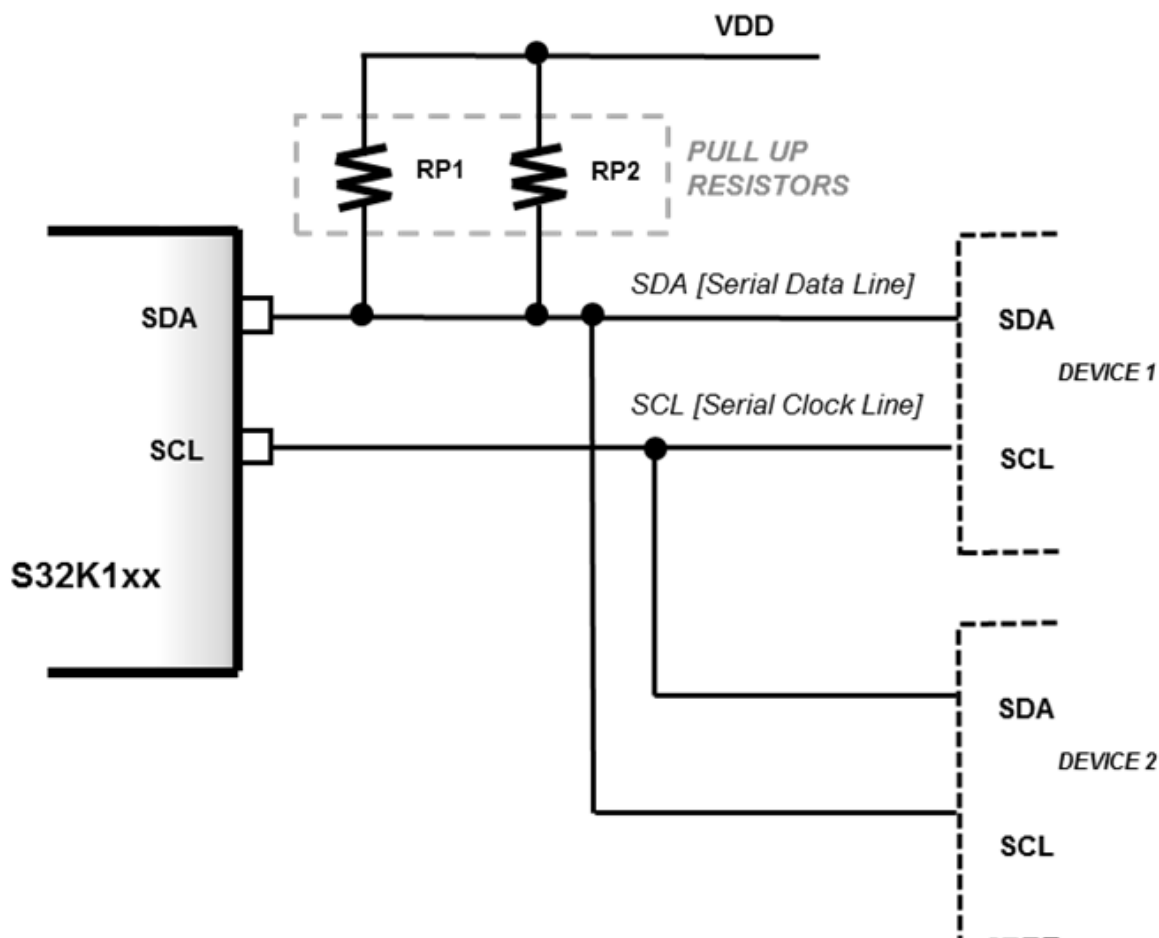 VDD
RP1
RP2
PULL UP
RESISTORS
SDA [Serial Data Line]
SDA
SDA
DEVICE 1
SCL [Serial Clock Line]
SCL
SCL
S32K1xx
SDA
DEVICE 2
SCL